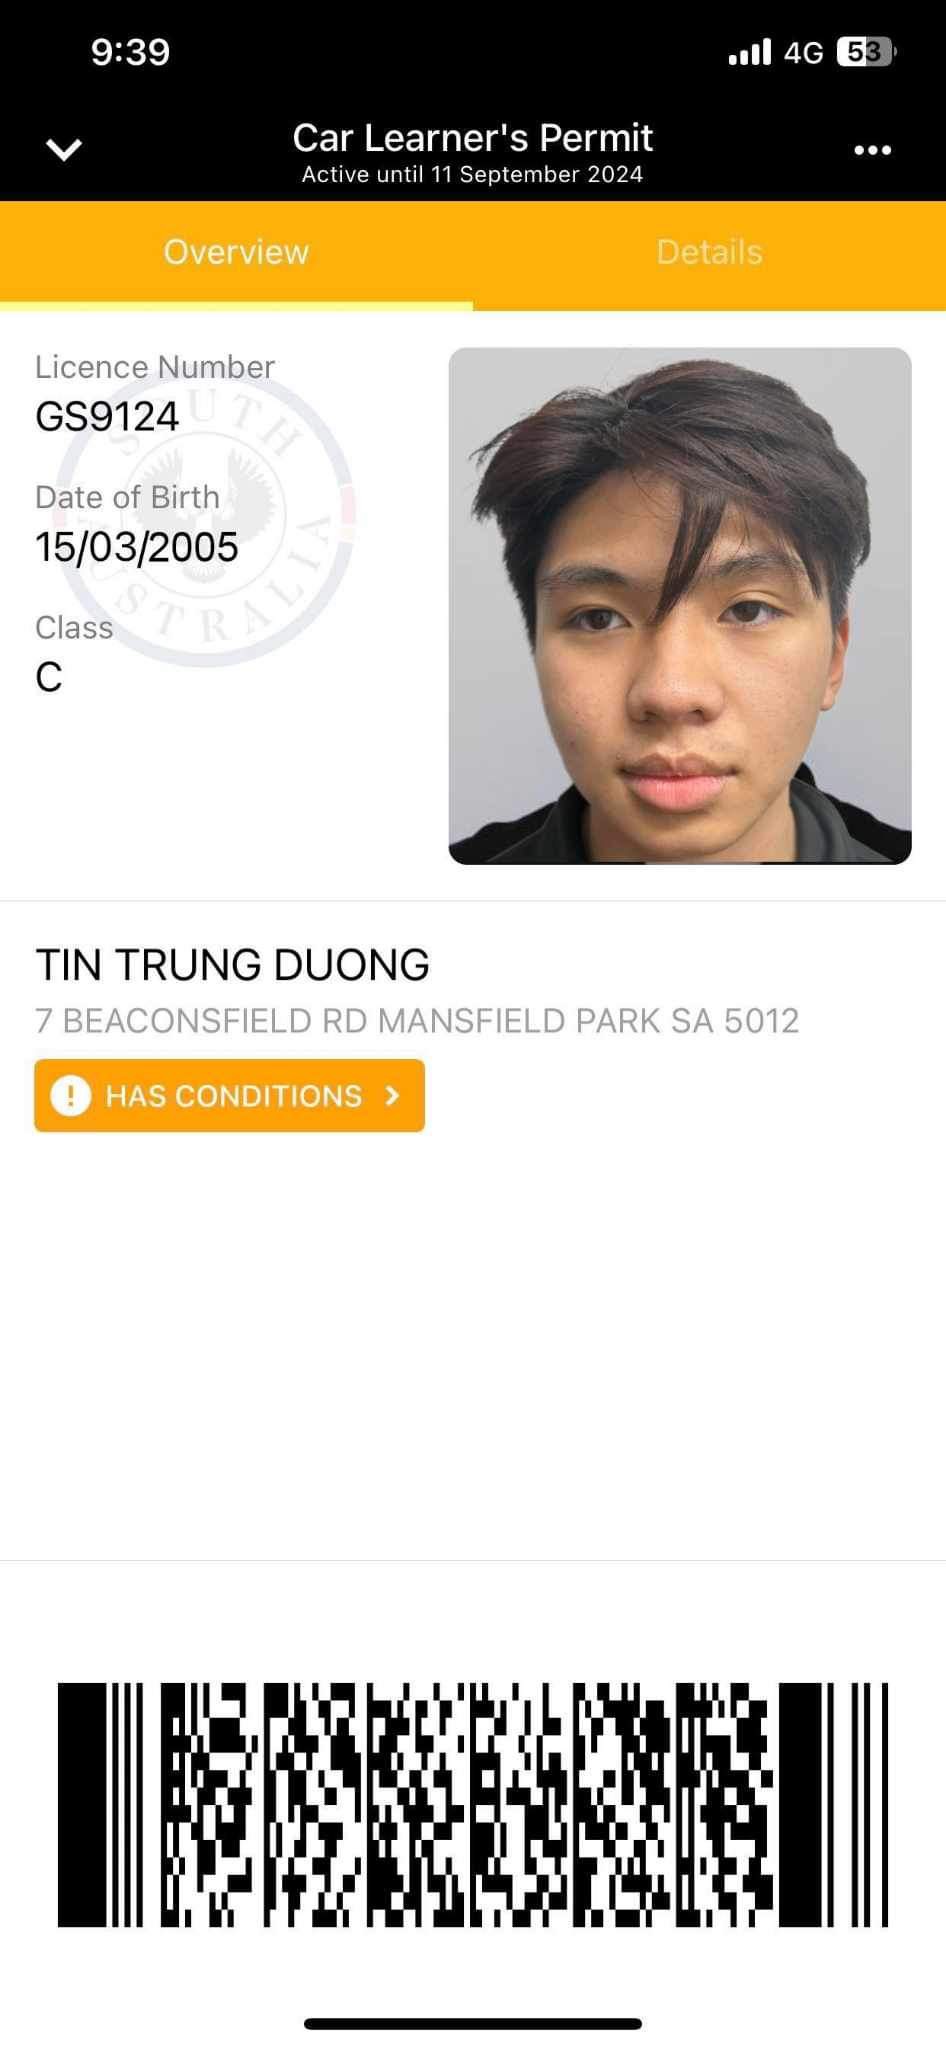 9:39
4G 53
Car Learner's Permit
Active until 11 September 2024
Overview
Details
Licence Number
GS9124
Date of Birth
15/03/2005
Class
C
SOUTH AUSTRALIA
TIN TRUNG DUONG
7 BEACONSFIELD RD MANSFIELD PARK SA 5012
! HAS CONDITIONS >